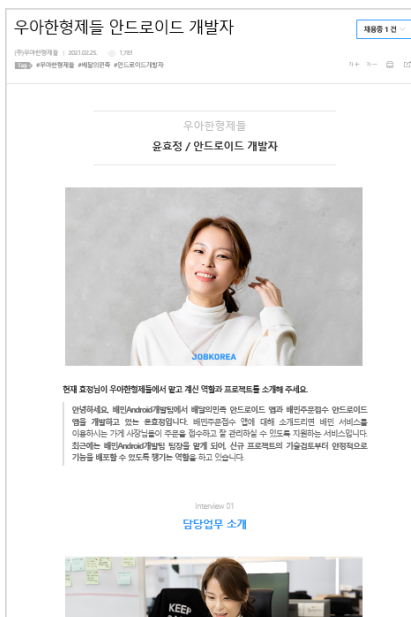 우아한형제들 안드로이드 개발자
채용중 1 건
(주)우아한형제들 | 2021.02.25. 1,781
Tag #우아한형제들 #배달의민족 #안드로이드개발자
가+ 가-
우아한형제들
윤효정 / 안드로이드 개발자
JOBKOREA
현재 효정님이 우아한형제들에서 맡고 계신 역할과 프로젝트를 소개해 주세요.
안녕하세요, 배민Android개발팀에서 배달의민족 안드로이드 앱과 배민주문접수 안드로이드
앱을 개발하고 있는 윤효정입니다. 배민주문접수 앱에 대해 소개드리면 배민 서비스를
이용하시는 가게 사장님들이 주문을 접수하고 잘 관리하실 수 있도록 지원하는 서비스입니다.
최근에는 배민Android개발팀 팀장을 맡게 되어, 신규 프로젝트의 기술검토부터 안정적으로
기능을 배포할 수 있도록 챙기는 역할을 하고 있습니다.
Interview 01
담당업무 소개
KEEP